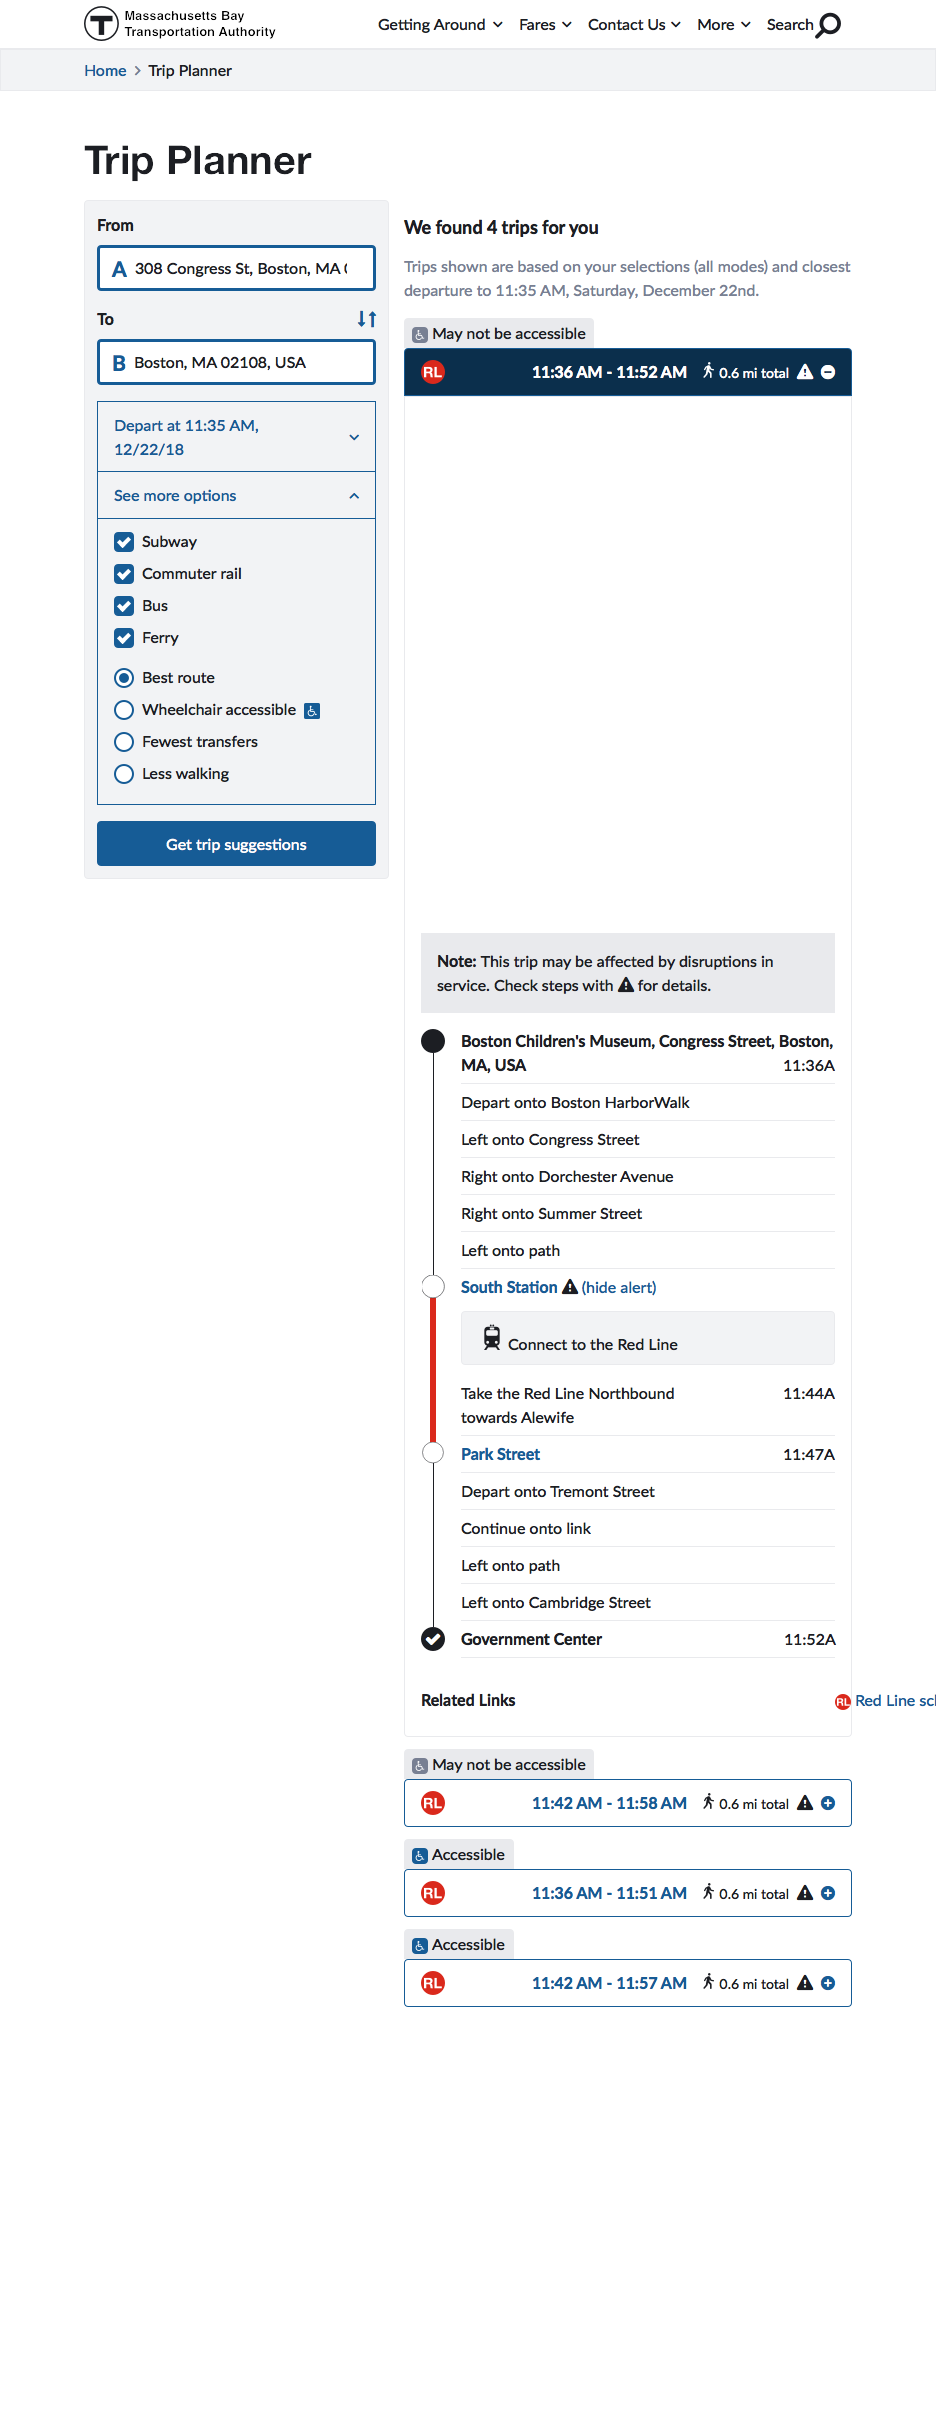 Massachusetts Bay
Transportation Authority
Getting Around
Fares
Contact Us
More
Search
Home > Trip Planner
Trip Planner
From
A 308 Congress St, Boston, MA
To
B Boston, MA 02108, USA
Depart at 11:35 AM,
12/22/18
See more options
Subway
Commuter rail
Bus
Ferry
Best route
Wheelchair accessible
Fewest transfers
Less walking
Get trip suggestions
We found 4 trips for you
Trips shown are based on your selections (all modes) and closest
departure to 11:35 AM, Saturday, December 22nd.
May not be accessible
RL 11:36 AM - 11:52 AM 0.6 mi total
Note: This trip may be affected by disruptions in
service. Check steps with for details.
Boston Children's Museum, Congress Street, Boston,
MA, USA 11:36A
Depart onto Boston HarborWalk
Left onto Congress Street
Right onto Dorchester Avenue
Right onto Summer Street
Left onto path
South Station (hide alert)
Connect to the Red Line
Take the Red Line Northbound 11:44A
towards Alewife
Park Street 11:47A
Depart onto Tremont Street
Continue onto link
Left onto path
Left onto Cambridge Street
Government Center 11:52A
Related Links RL Red Line scl
May not be accessible
RL 11:42 AM - 11:58 AM 0.6 mi total
Accessible
RL 11:36 AM - 11:51 AM 0.6 mi total
Accessible
RL 11:42 AM - 11:57 AM 0.6 mi total